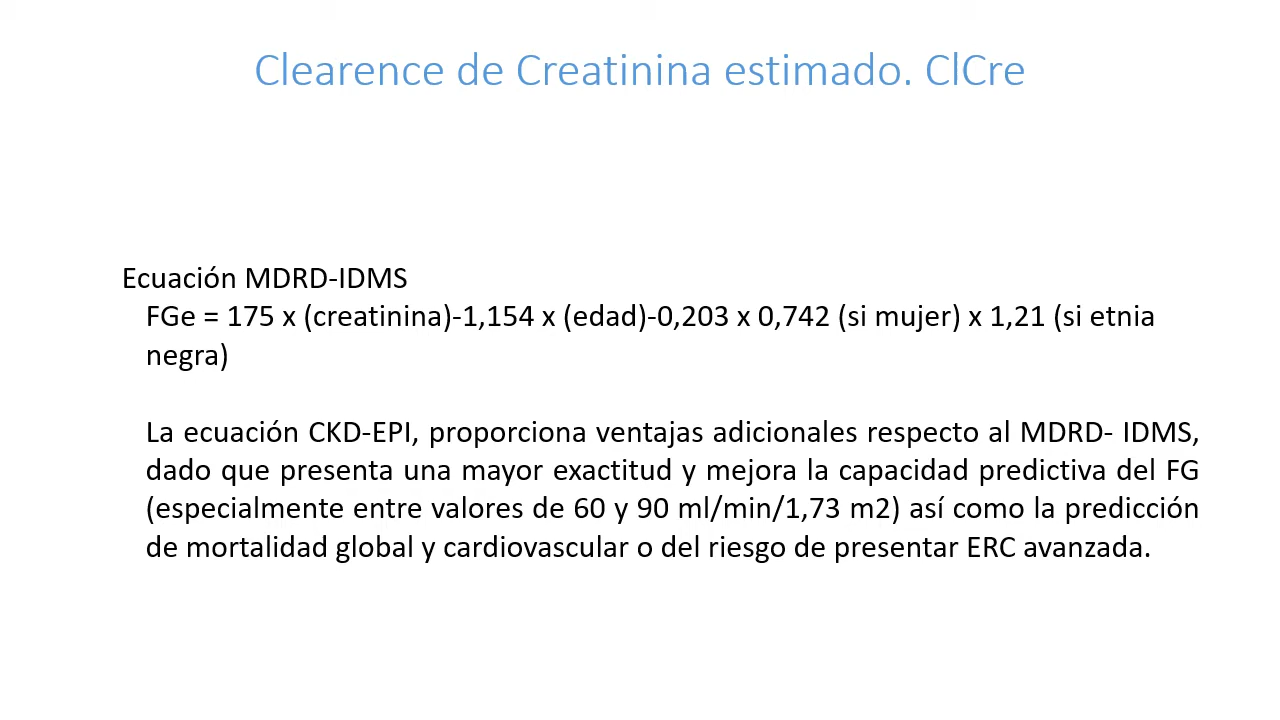 Clearence de Creatinina estimado. ClCre
Ecuación MDRD-IDMS
FGe = 175 x (creatinina)-1,154 x (edad)-0,203 x 0,742 (si mujer) x 1,21 (si etnia
negra)
La ecuación CKD-EPI, proporciona ventajas adicionales respecto al MDRD- IDMS,
dado que presenta una mayor exactitud y mejora la capacidad predictiva del FG
(especialmente entre valores de 60 y 90 ml/min/1,73 m2) así como la predicción
de mortalidad global y cardiovascular o del riesgo de presentar ERC avanzada.